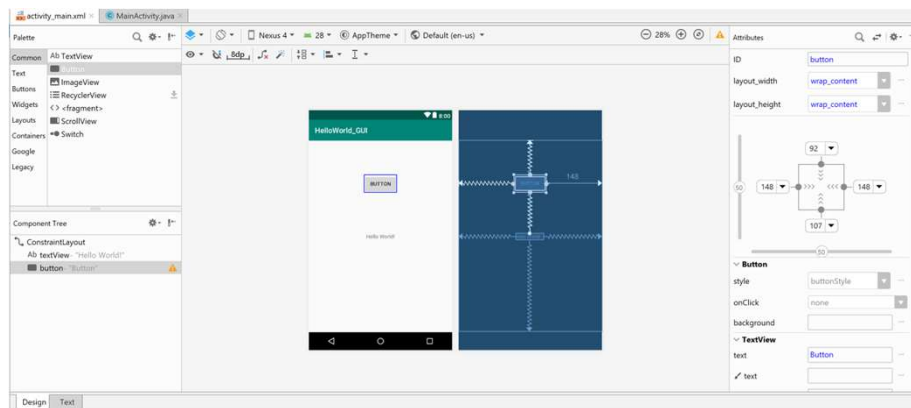 activity_main.xml
MainActivity.java
Palette
Nexus 4
28
AppTheme
Default (en-us)
28%
Attributes
Common
Text
Buttons
Widgets
Layouts
Containers
Google
Legacy
Ab TextView
Button
ImageView
RecyclerView
<> <fragment>
ScrollView
Switch
8dp
ID
button
layout_width
wrap_content
layout_height
wrap_content
8:00
HelloWorld_GUI
BUTTON
Hello World!
148
92
50
148
148
107
50
Component Tree
ConstraintLayout
Ab textView - "Hello World!"
button - "Button"
Button
style
buttonStyle
onClick
none
background
TextView
text
Button
text
Design
Text